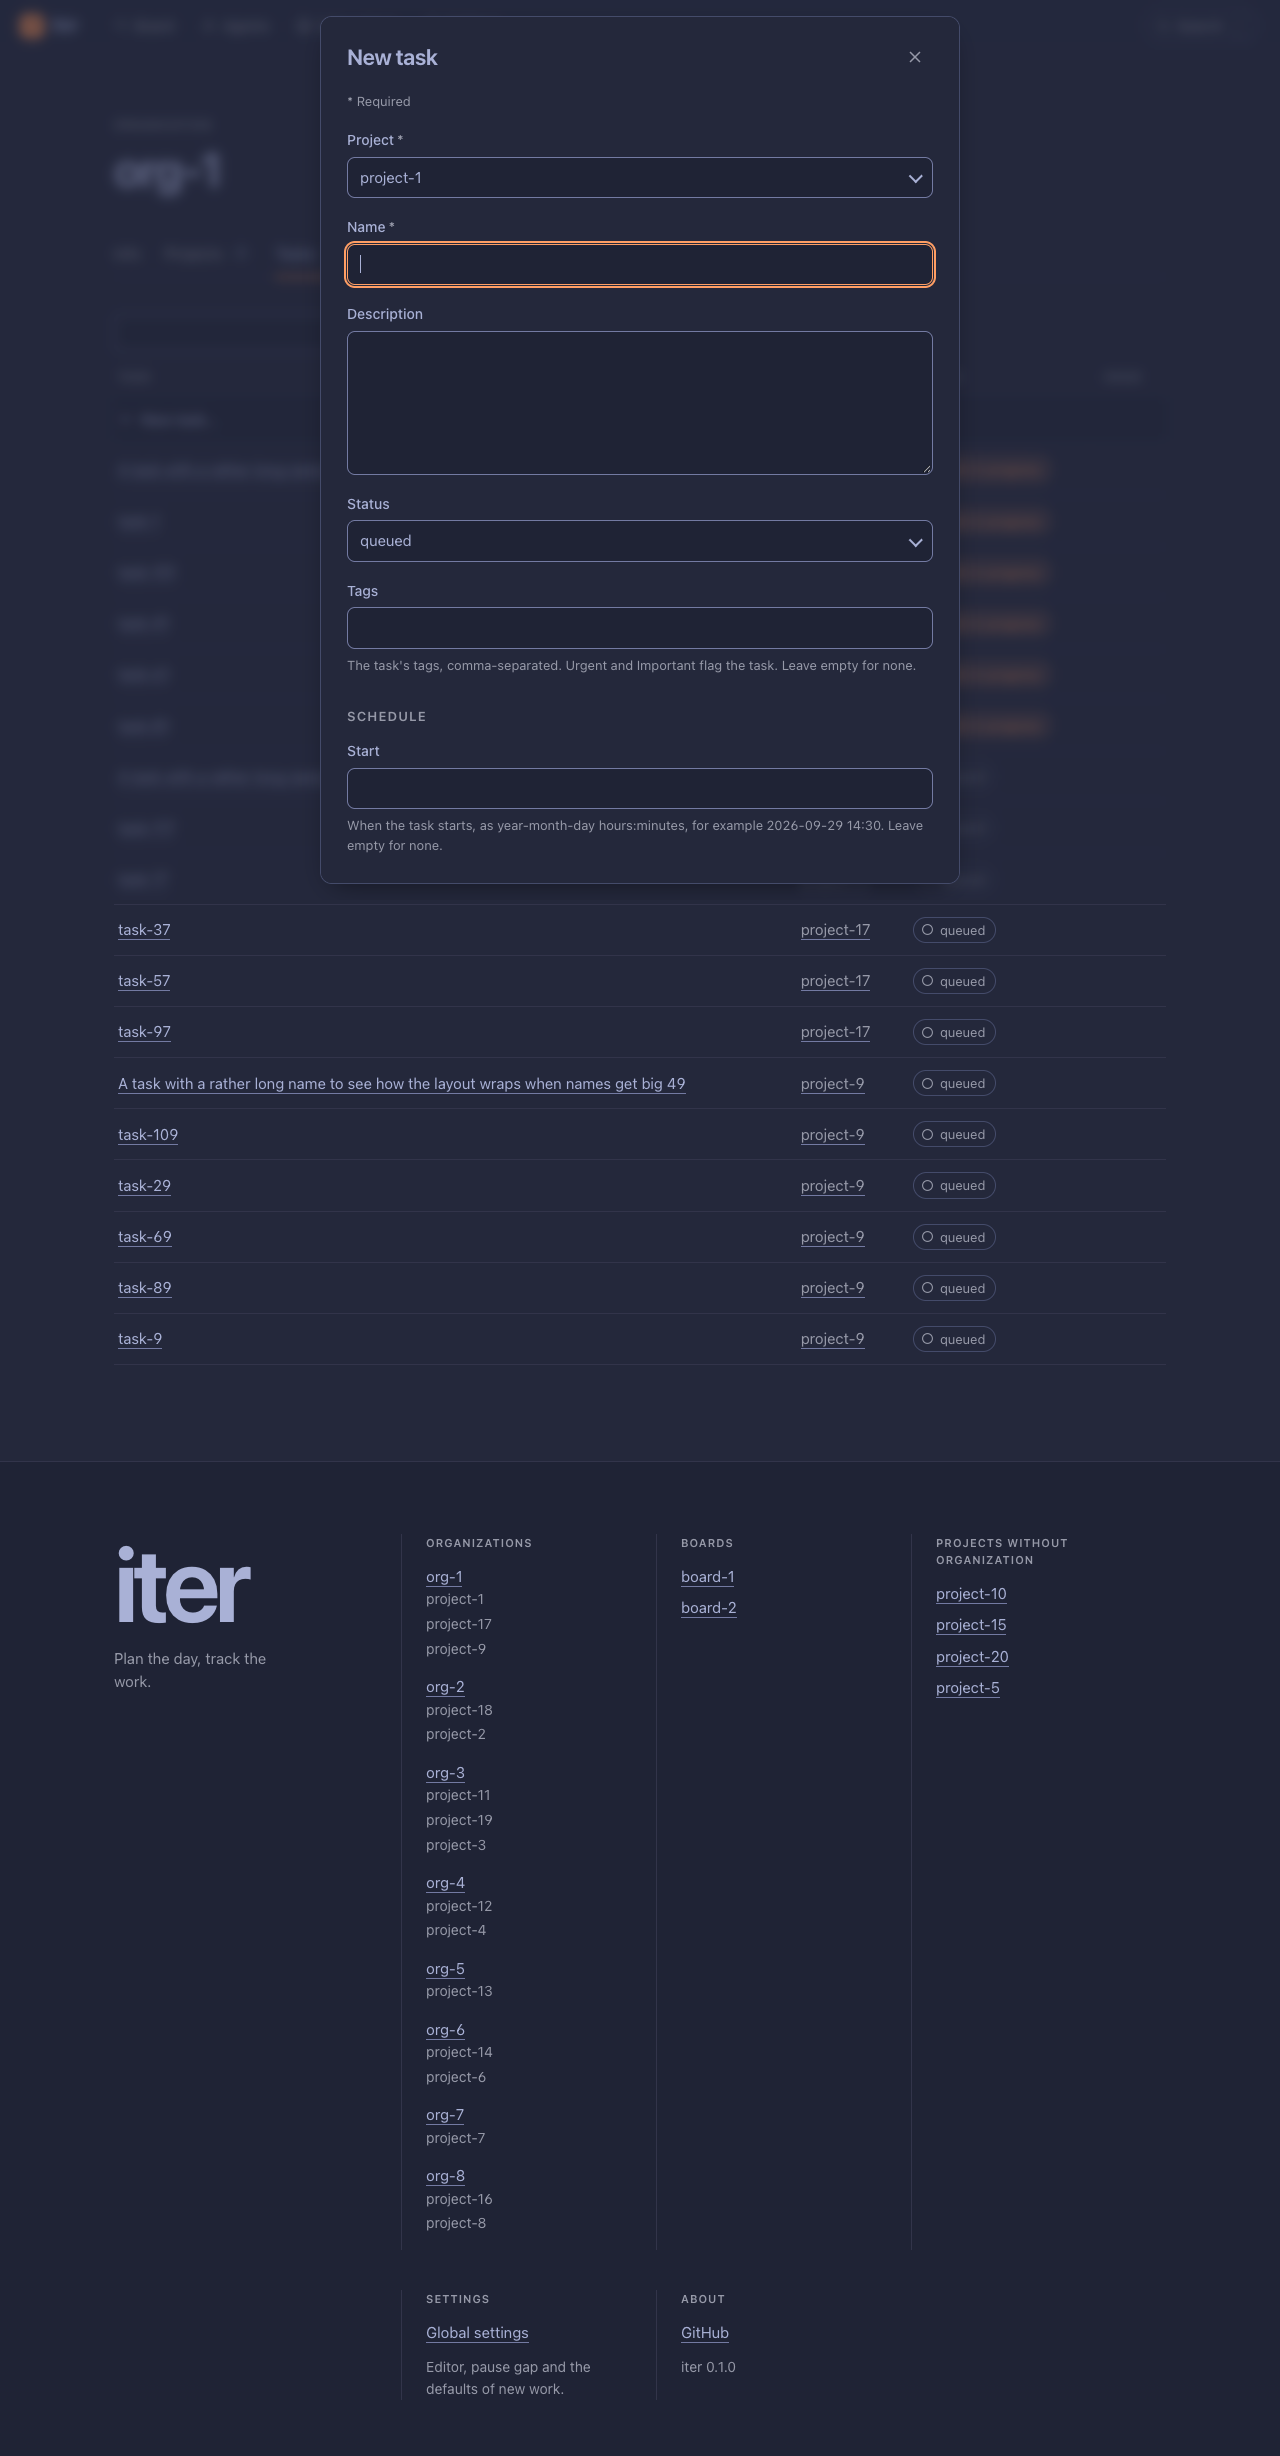 New task
* Required
Project *
project-1
Name *
Description
Status
queued
Tags
The task's tags, comma-separated. Urgent and Important flag the task. Leave empty for none.
SCHEDULE
Start
When the task starts, as year-month-day hours:minutes, for example 2026-09-29 14:30. Leave
empty for none.
org-1
task-37 project-17 queued
task-57 project-17 queued
task-97 project-17 queued
A task with a rather long name to see how the layout wraps when names get big 49 project-9 queued
task-109 project-9 queued
task-29 project-9 queued
task-69 project-9 queued
task-89 project-9 queued
task-9 project-9 queued
iter
Plan the day, track the
work.
ORGANIZATIONS
org-1
project-1
project-17
project-9
org-2
project-18
project-2
org-3
project-11
project-19
project-3
org-4
project-12
project-4
org-5
project-13
org-6
project-14
project-6
org-7
project-7
org-8
project-16
project-8
BOARDS
board-1
board-2
PROJECTS WITHOUT
ORGANIZATION
project-10
project-15
project-20
project-5
SETTINGS
Global settings
Editor, pause gap and the
defaults of new work.
ABOUT
GitHub
iter 0.1.0